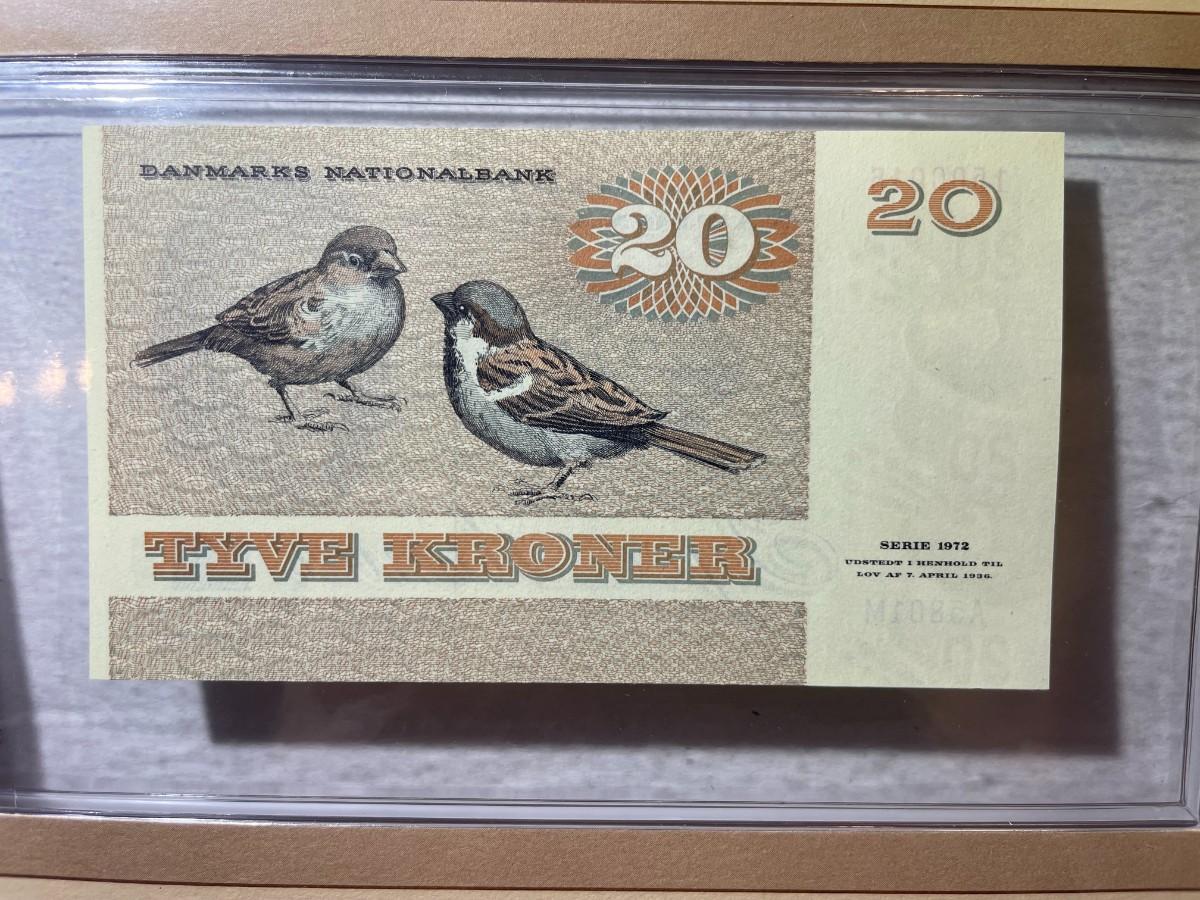 DANMARKS NATIONALBANK
20
20
TYVE KRONER
SERIE 1972
UDSTEDT I HENHOLD TIL
LOV AF 7. APRIL 1936.